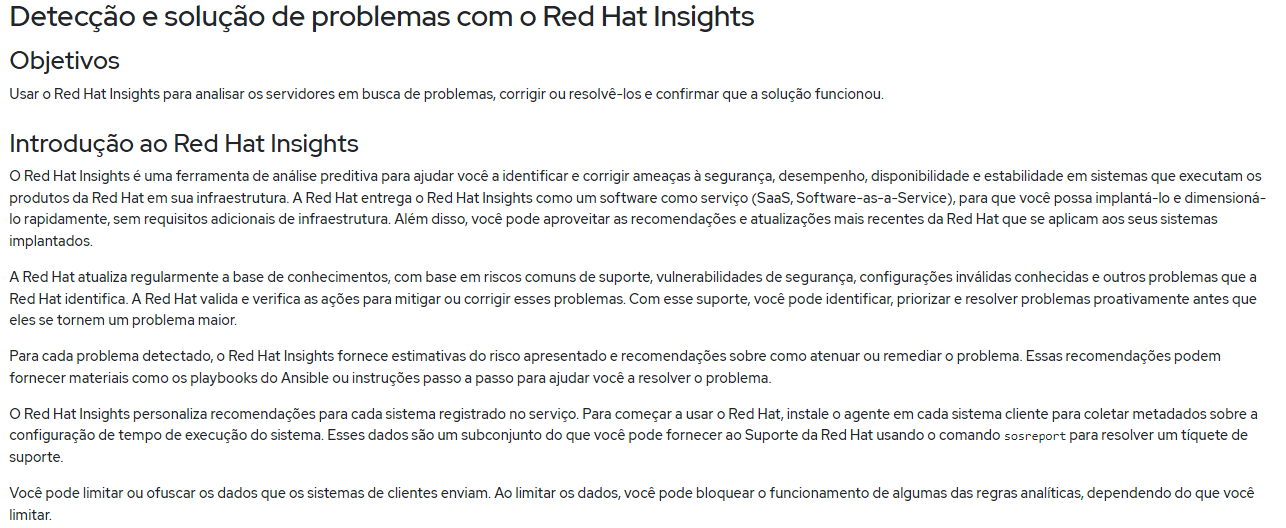 Detecção e solução de problemas com o Red Hat Insights
Objetivos
Usar o Red Hat Insights para analisar os servidores em busca de problemas, corrigir ou resolvê-los e confirmar que a solução funcionou.
Introdução ao Red Hat Insights
O Red Hat Insights é uma ferramenta de análise preditiva para ajudar você a identificar e corrigir ameaças à segurança, desempenho, disponibilidade e estabilidade em sistemas que executam os
produtos da Red Hat em sua infraestrutura. A Red Hat entrega o Red Hat Insights como um software como serviço (SaaS, Software-as-a-Service), para que você possa implantá-lo e dimensioná-
lo rapidamente, sem requisitos adicionais de infraestrutura. Além disso, você pode aproveitar as recomendações e atualizações mais recentes da Red Hat que se aplicam aos seus sistemas
implantados.
A Red Hat atualiza regularmente a base de conhecimentos, com base em riscos comuns de suporte, vulnerabilidades de segurança, configurações inválidas conhecidas e outros problemas que a
Red Hat identifica. A Red Hat valida e verifica as ações para mitigar ou corrigir esses problemas. Com esse suporte, você pode identificar, priorizar e resolver problemas proativamente antes que
eles se tornem um problema maior.
Para cada problema detectado, o Red Hat Insights fornece estimativas do risco apresentado e recomendações sobre como atenuar ou remediar o problema. Essas recomendações podem
fornecer materiais como os playbooks do Ansible ou instruções passo a passo para ajudar você a resolver o problema.
O Red Hat Insights personaliza recomendações para cada sistema registrado no serviço. Para começar a usar o Red Hat, instale o agente em cada sistema cliente para coletar metadados sobre a
configuração de tempo de execução do sistema. Esses dados são um subconjunto do que você pode fornecer ao Suporte da Red Hat usando o comando sosreport para resolver um tíquete de
suporte.
Você pode limitar ou ofuscar os dados que os sistemas de clientes enviam. Ao limitar os dados, você pode bloquear o funcionamento de algumas das regras analíticas, dependendo do que você
limitar.